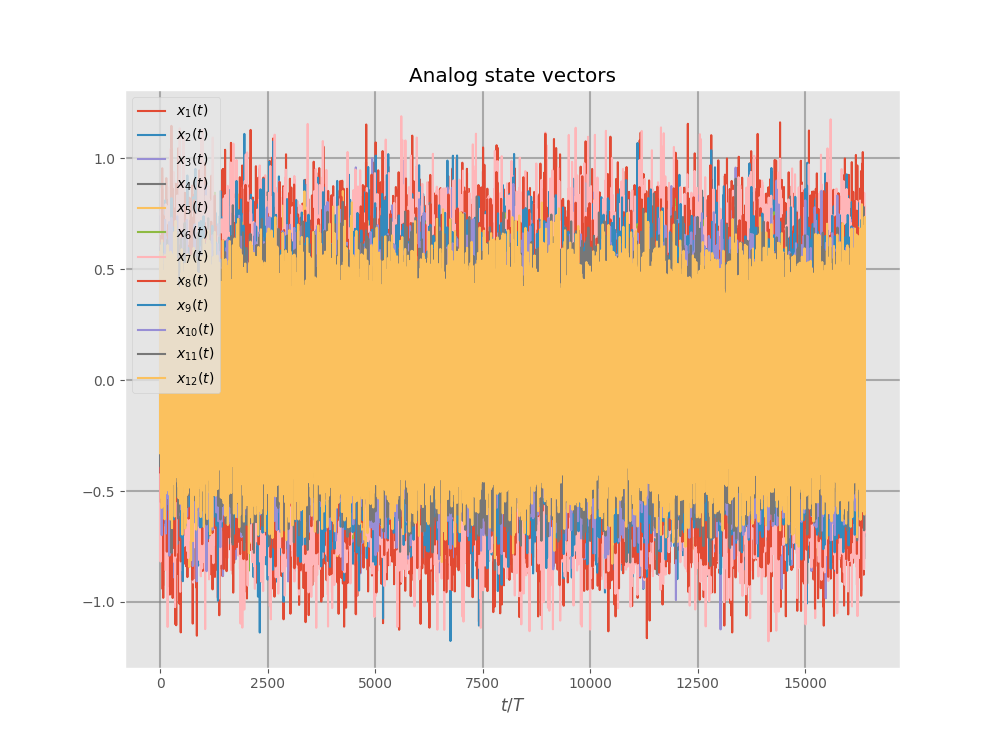 Analog state vectors
x₁(t)
x₂(t)
x₃(t)
x₄(t)
x₅(t)
x₆(t)
x₇(t)
x₈(t)
x₉(t)
x₁₀(t)
x₁₁(t)
x₁₂(t)
1.0
0.5
0.0
−0.5
−1.0
0 2500 5000 7500 10000 12500 15000
t/T